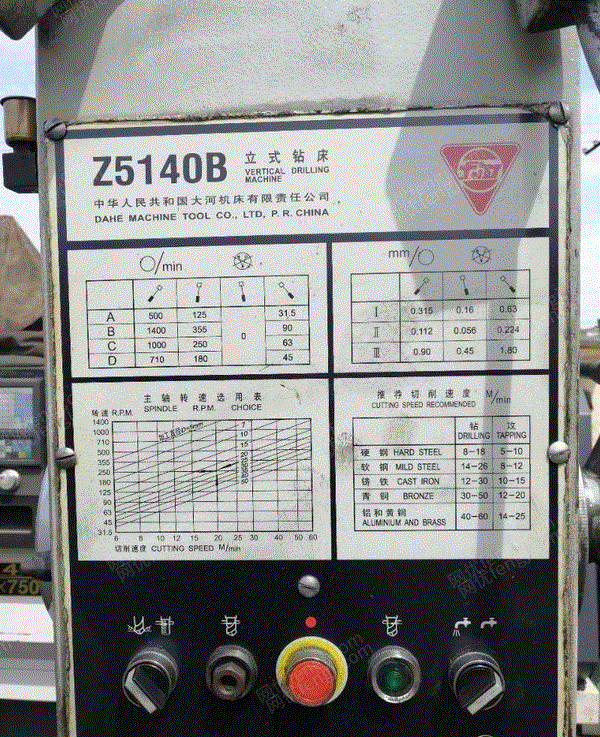 Z5140B
立式钻床
VERTICAL DRILLING
MACHINE
中华人民共和国大河机床有限责任公司
DAHE MACHINE TOOL CO., LTD, P. R. CHINA
/min
A 500 125 31.5
B 1400 355 90
C 1000 250 0 63
D 710 180 45
mm/
I 0.315 0.16 0.63
II 0.112 0.056 0.224
III 0.90 0.45 1.80
主轴转速选用表
转速 R.P.M. SPINDLE R.P.M. CHOICE
1400
1000
710
500
355
250
180
125
90
63
45
31.5
7
10
15
20
6 8 10 15 20 30 40 50 60
切削速度 CUTTING SPEED M/min
推荐切削速度 M/min
CUTTING SPEED RECOMMENDED
钻 攻
DRILLING TAPPING
硬钢 HARD STEEL 8-18 5-10
软钢 MILD STEEL 14-26 8-12
铸铁 CAST IRON 12-30 10-15
青铜 BRONZE 30-50 12-20
铝和黄铜
ALUMINIUM AND BRASS 40-60 14-25
4
×750